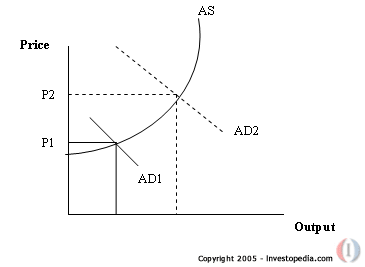 AS
Price
P2
AD2
P1
AD1
Output
Copyright 2005 - Investopedia.com